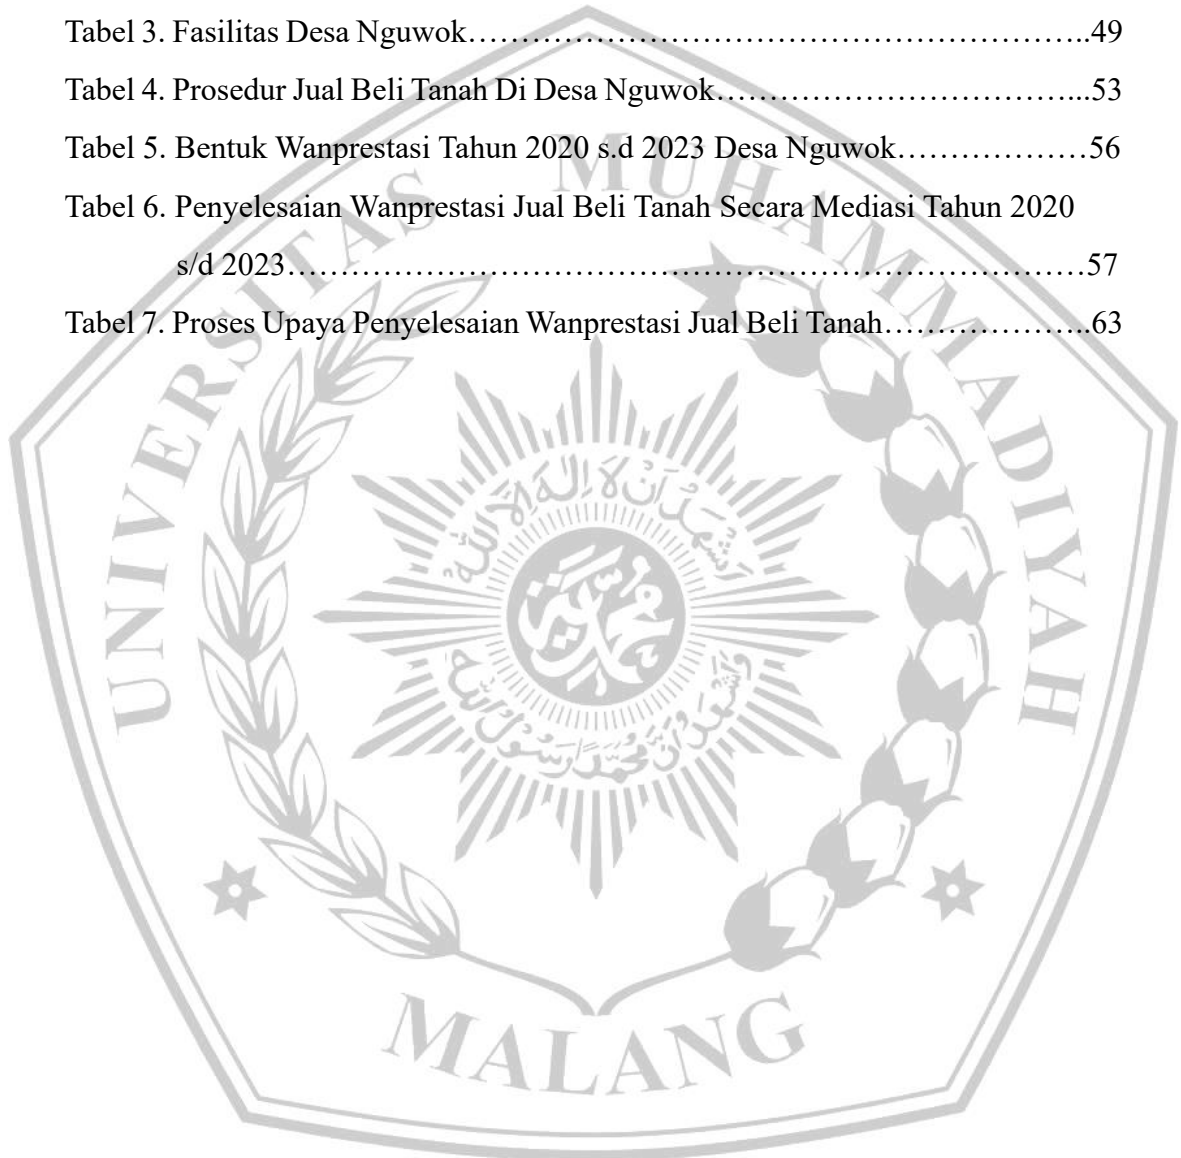 Tabel 3. Fasilitas Desa Nguwok…………………………………………………..49
Tabel 4. Prosedur Jual Beli Tanah Di Desa Nguwok……………………………...53
Tabel 5. Bentuk Wanprestasi Tahun 2020 s.d 2023 Desa Nguwok………………56
Tabel 6. Penyelesaian Wanprestasi Jual Beli Tanah Secara Mediasi Tahun 2020
s/d 2023…………………………………………………………………57
Tabel 7. Proses Upaya Penyelesaian Wanprestasi Jual Beli Tanah………………..63
UNIVERSITAS MUHAMMADIYAH
MALANG